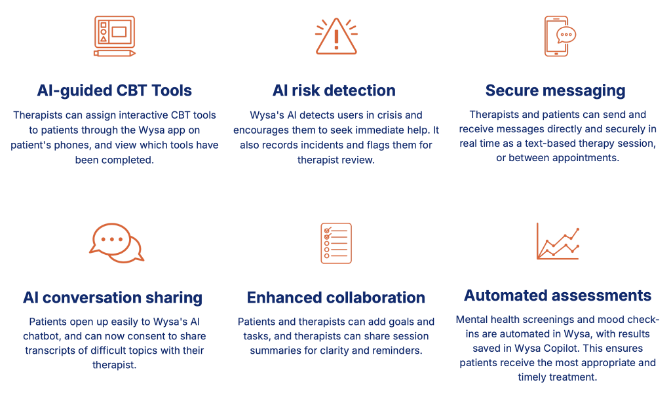 AI-guided CBT Tools
Therapists can assign interactive CBT tools
to patients through the Wysa app on
patient's phones, and view which tools have
been completed.
AI risk detection
Wysa's AI detects users in crisis and
encourages them to seek immediate help. It
also records incidents and flags them for
therapist review.
Secure messaging
Therapists and patients can send and
receive messages directly and securely in
real time as a text-based therapy session,
or between appointments.
AI conversation sharing
Patients open up easily to Wysa's AI
chatbot, and can now consent to share
transcripts of difficult topics with their
therapist.
Enhanced collaboration
Patients and therapists can add goals and
tasks, and therapists can share session
summaries for clarity and reminders.
Automated assessments
Mental health screenings and mood check-
ins are automated in Wysa, with results
saved in Wysa Copilot. This ensures
patients receive the most appropriate and
timely treatment.